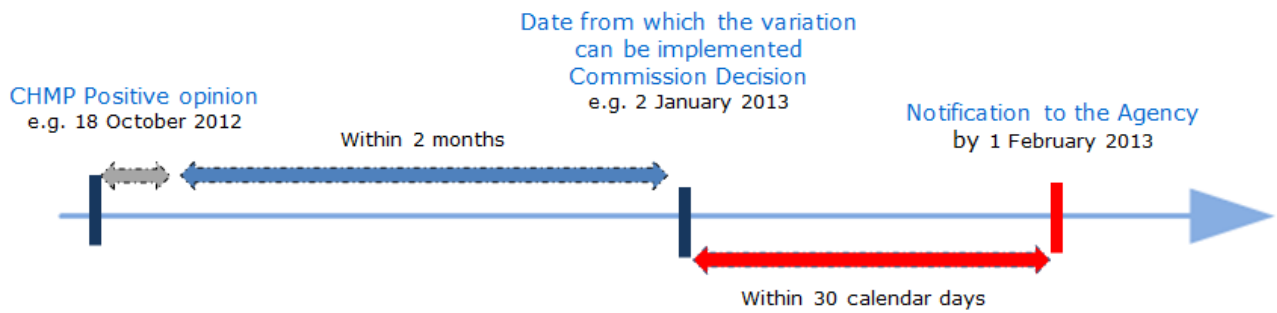 Date from which the variation
can be implemented
Commission Decision
e.g. 2 January 2013
CHMP Positive opinion
e.g. 18 October 2012
Within 2 months
Notification to the Agency
by 1 February 2013
Within 30 calendar days